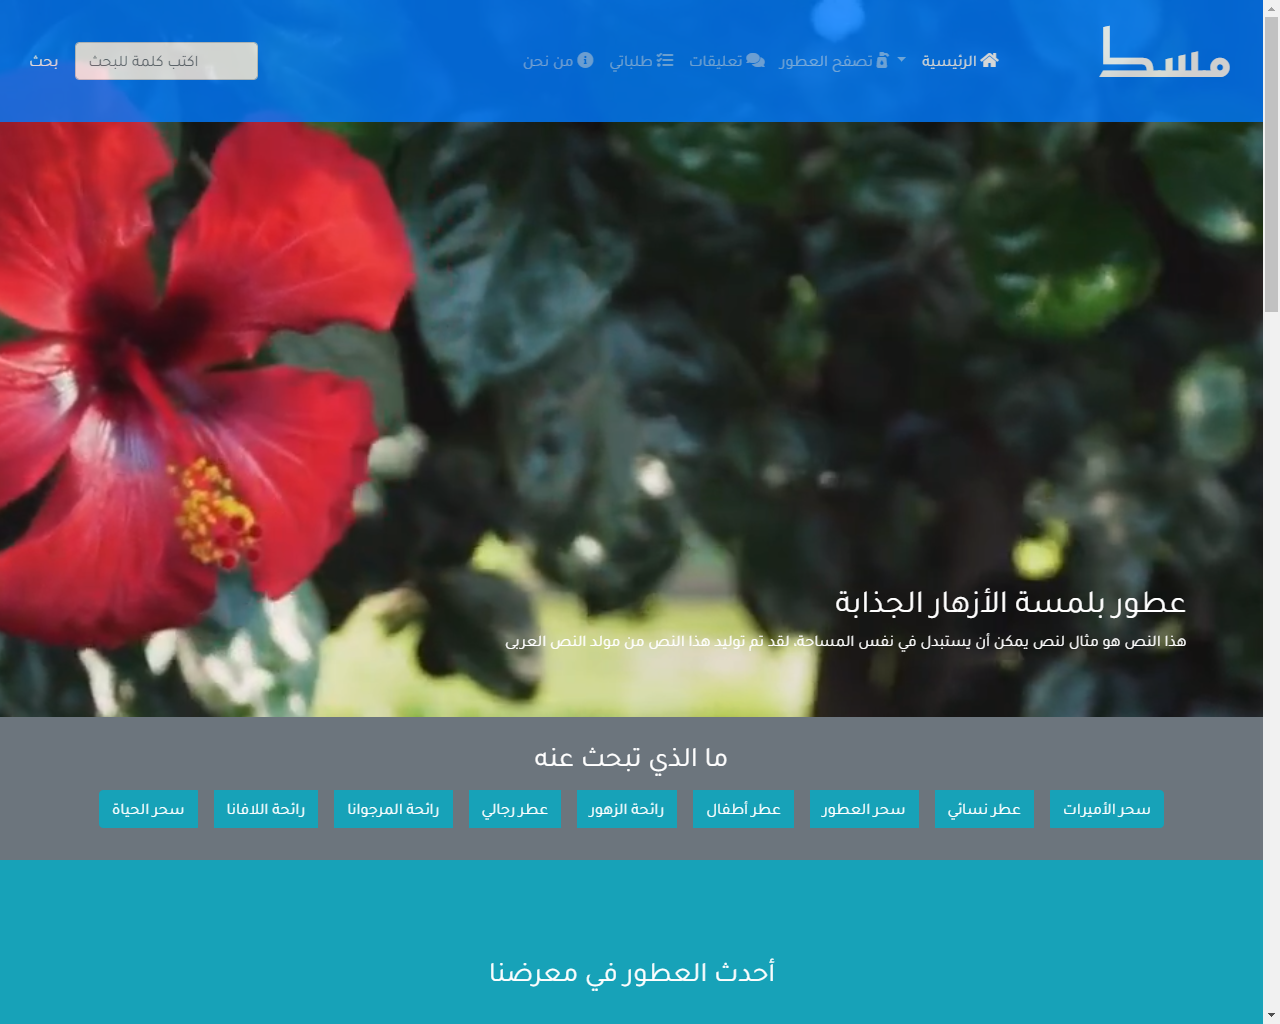 مسك
الرئيسية تصفح العطور تعليقات طلباتي من نحن اكتب كلمة للبحث بحث
عطور بلمسة الأزهار الجذابة
هذا النص هو مثال لنص يمكن أن يستبدل في نفس المساحة، لقد تم توليد هذا النص من مولد النص العربى
ما الذي تبحث عنه
سحر الأميرات عطر نسائي سحر العطور عطر أطفال رائحة الزهور عطر رجالي رائحة المرجوانا رائحة اللافانا سحر الحياة
أحدث العطور في معرضنا